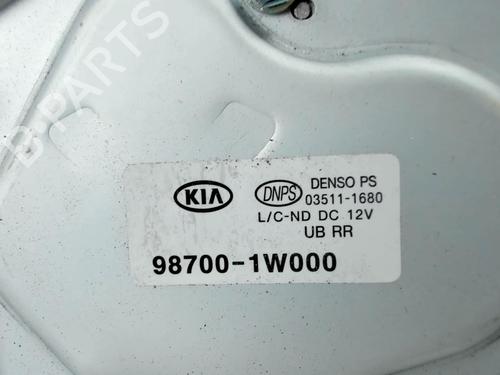 B-PARTS
KIA DNPS DENSO PS
03511-1680
L/C-ND DC 12V
UB RR
98700-1W000